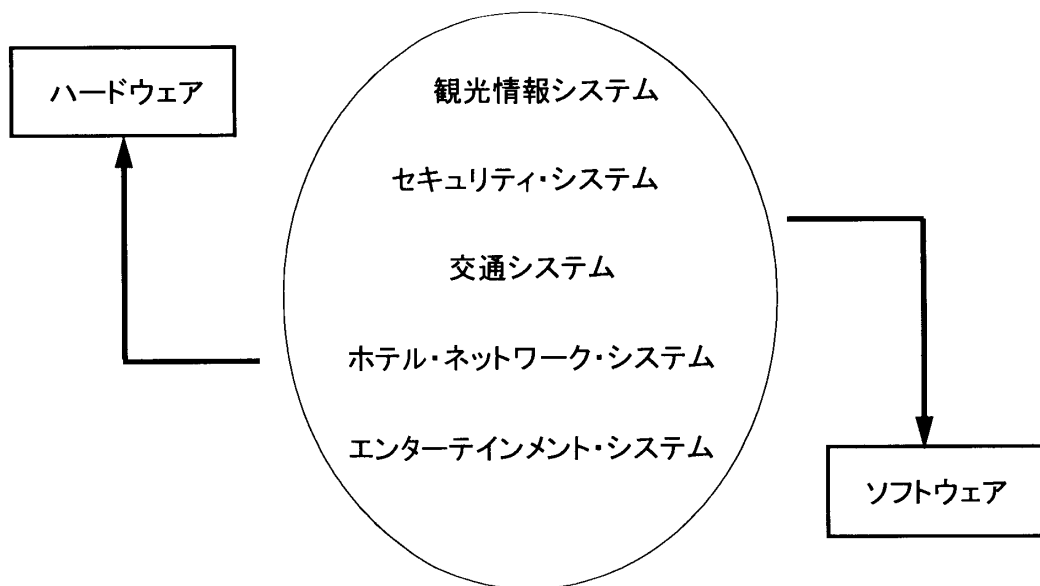 ハードウェア
観光情報システム
セキュリティ・システム
交通システム
ホテル・ネットワーク・システム
エンターテインメント・システム
ソフトウェア